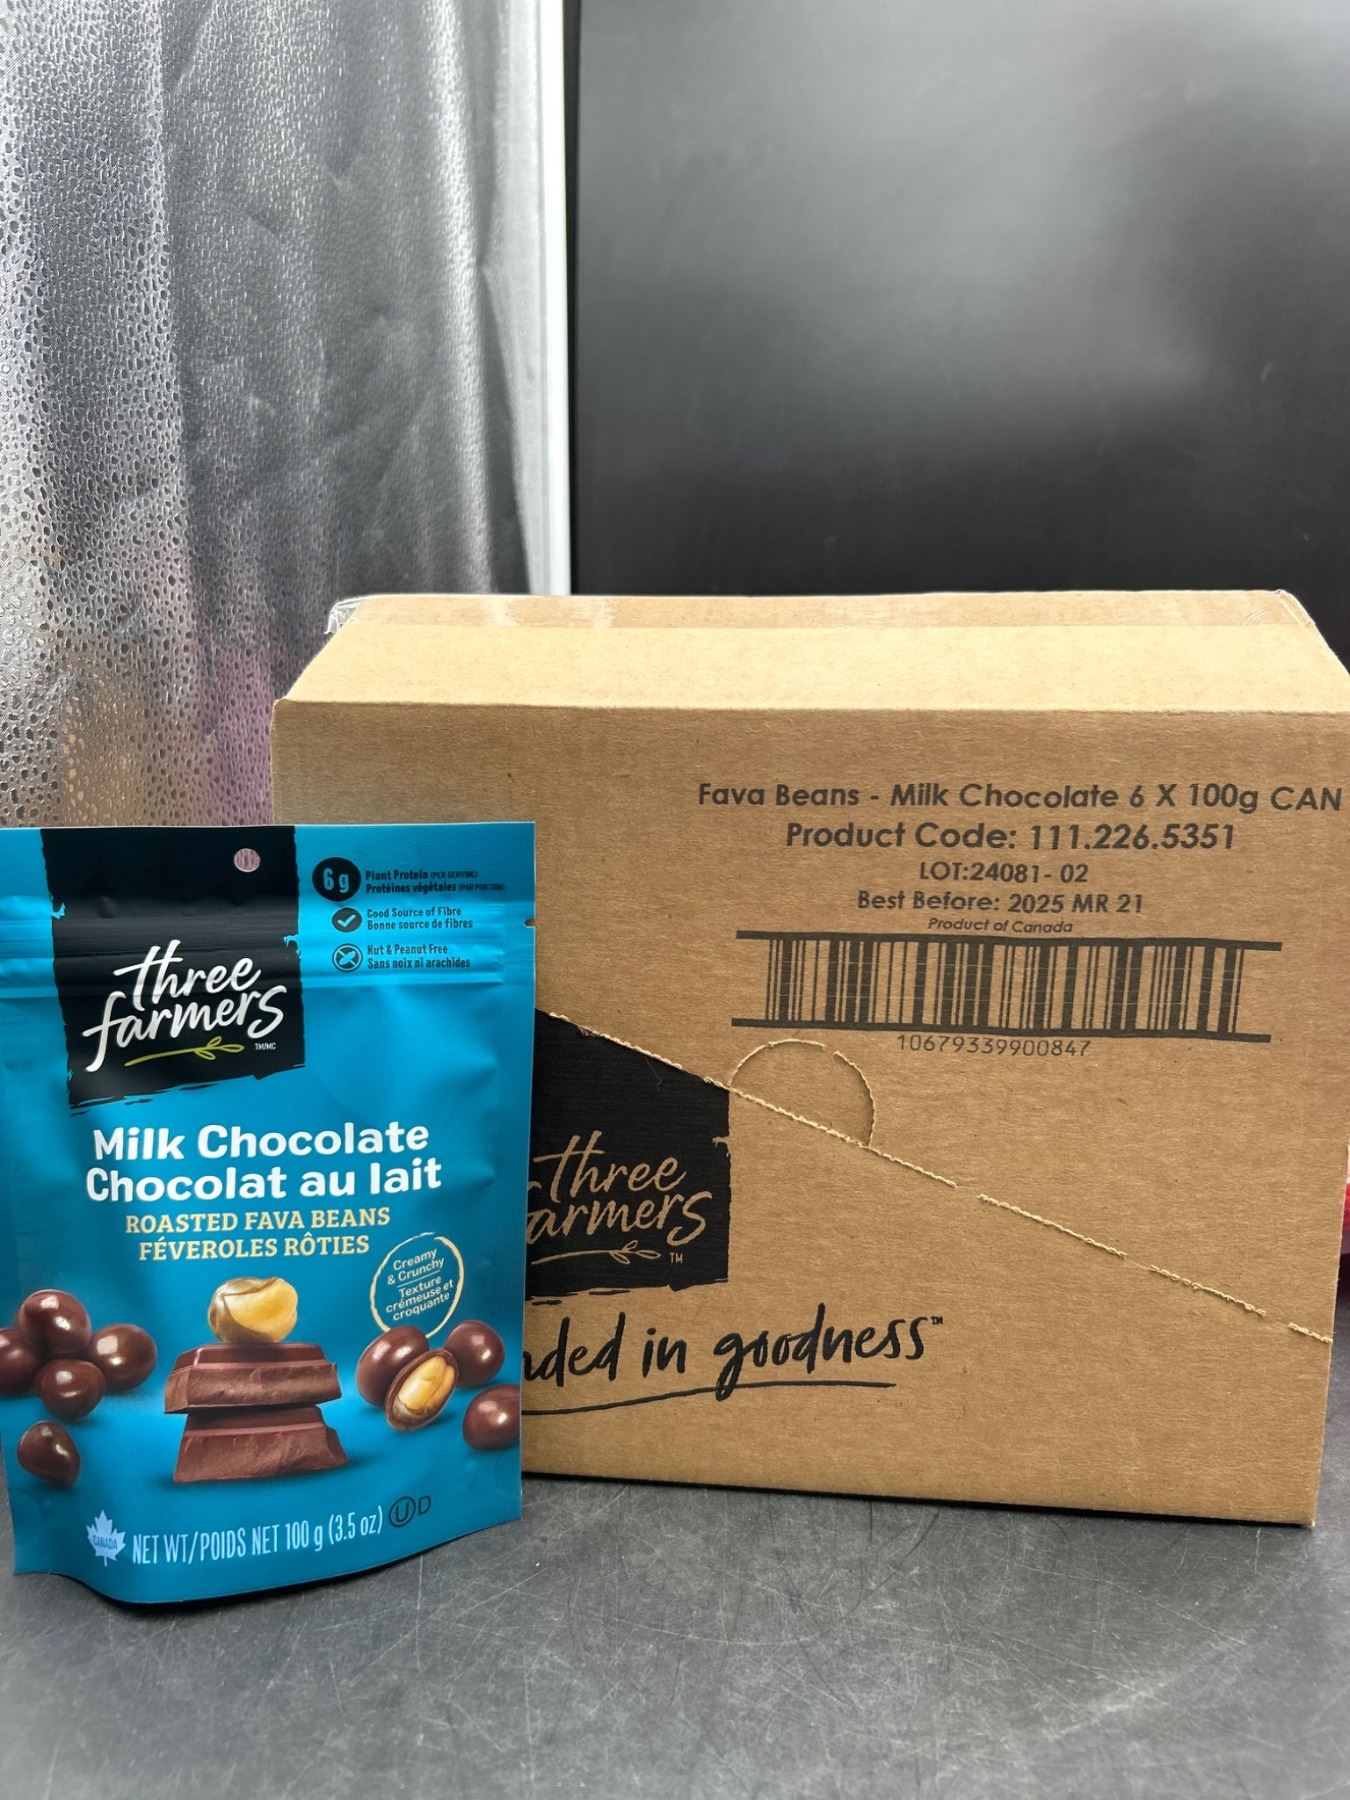 three
farmers
TM/MC
6 g
Plant Protein (PER SERVING)
Protéines végétales (PAR PORTION)
Good Source of Fibre
Bonne source de fibres
Nut & Peanut Free
Sans noix ni arachides
Milk Chocolate
Chocolat au lait
ROASTED FAVA BEANS
FÉVEROLES RÔTIES
Creamy
& Crunchy
Texture
crémeuse et
croquante
CANADA
NET WT/POIDS NET 100 g (3.5 oz)
U D
Fava Beans - Milk Chocolate 6 X 100g CAN
Product Code: 111.226.5351
LOT:24081- 02
Best Before: 2025 MR 21
Product of Canada
10679339900847
three
armers
TM
nded in goodness™